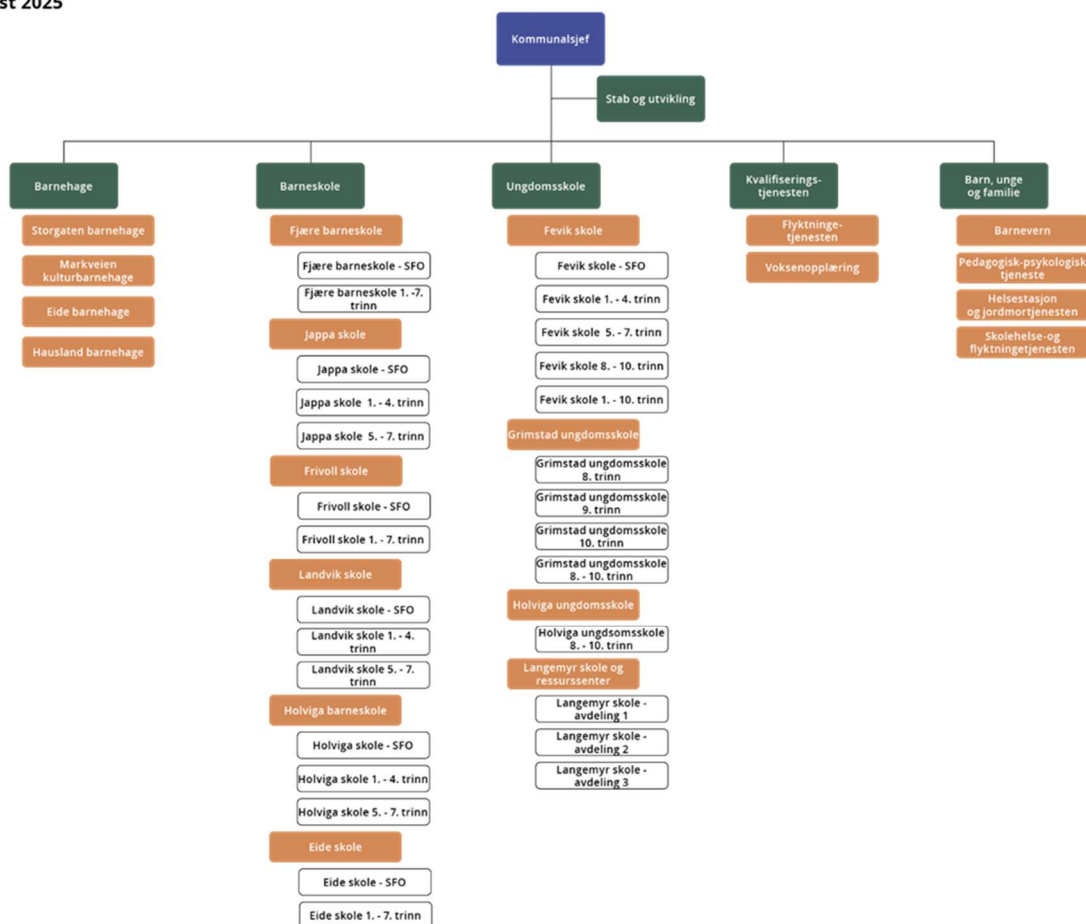 st 2025
Kommunalsjef
Stab og utvikling
Barnehage
Storgaten barnehage
Markveien
kulturbarnehage
Eide barnehage
Hausland barnehage
Barneskole
Fjære barneskole
Fjære barneskole - SFO
Fjære barneskole 1. -7.
trinn
Jappa skole
Jappa skole - SFO
Jappa skole 1. - 4. trinn
Jappa skole 5. - 7. trinn
Frivoll skole
Frivoll skole - SFO
Frivoll skole 1. - 7. trinn
Landvik skole
Landvik skole - SFO
Landvik skole 1. - 4.
trinn
Landvik skole 5. - 7.
trinn
Holviga barneskole
Holviga skole - SFO
Holviga skole 1. - 4. trinn
Holviga skole 5. - 7. trinn
Eide skole
Eide skole - SFO
Eide skole 1. - 7. trinn
Ungdomsskole
Fevik skole
Fevik skole - SFO
Fevik skole 1. - 4. trinn
Fevik skole 5. - 7. trinn
Fevik skole 8. - 10. trinn
Fevik skole 1. - 10. trinn
Grimstad ungdomsskole
Grimstad ungdomsskole
8. trinn
Grimstad ungdomsskole
9. trinn
Grimstad ungdomsskole
10. trinn
Grimstad ungdomsskole
8. - 10. trinn
Holviga ungdomsskole
Holviga ungdsomsskole
8. - 10. trinn
Langemyr skole og
ressurssenter
Langemyr skole -
avdeling 1
Langemyr skole -
avdeling 2
Langemyr skole -
avdeling 3
Kvalifiserings-
tjenesten
Flyktninge-
tjenesten
Voksenopplæring
Barn, unge
og familie
Barnevern
Pedagogisk-psykologisk
tjeneste
Helsestasjon
og jordmortjenesten
Skolehelse-og
flyktningetjenesten